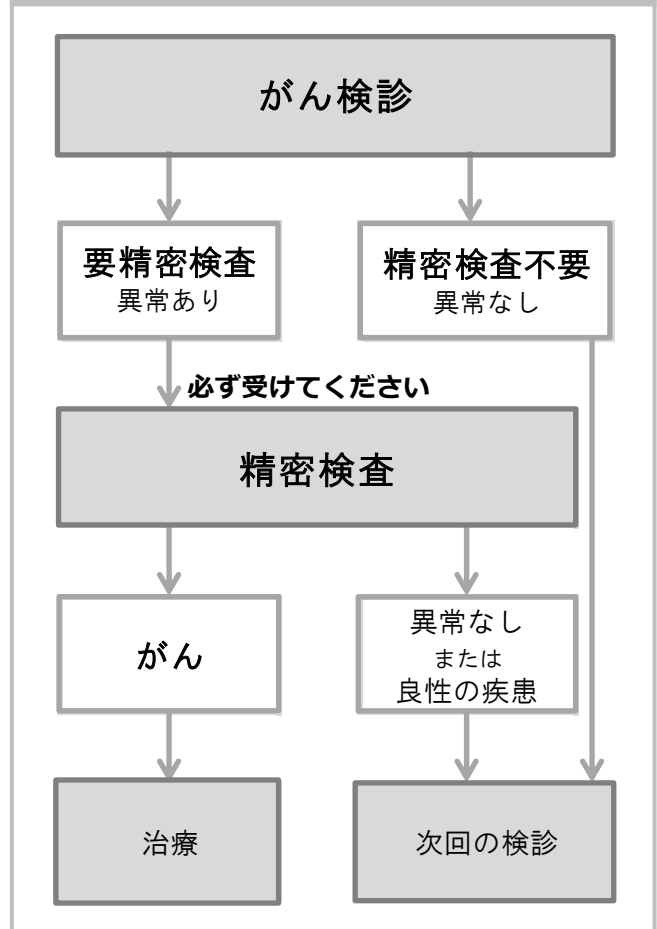 がん検診
要精密検査
異常あり
精密検査不要
異常なし
必ず受けてください
精密検査
がん
異常なし
または
良性の疾患
治療
次回の検診